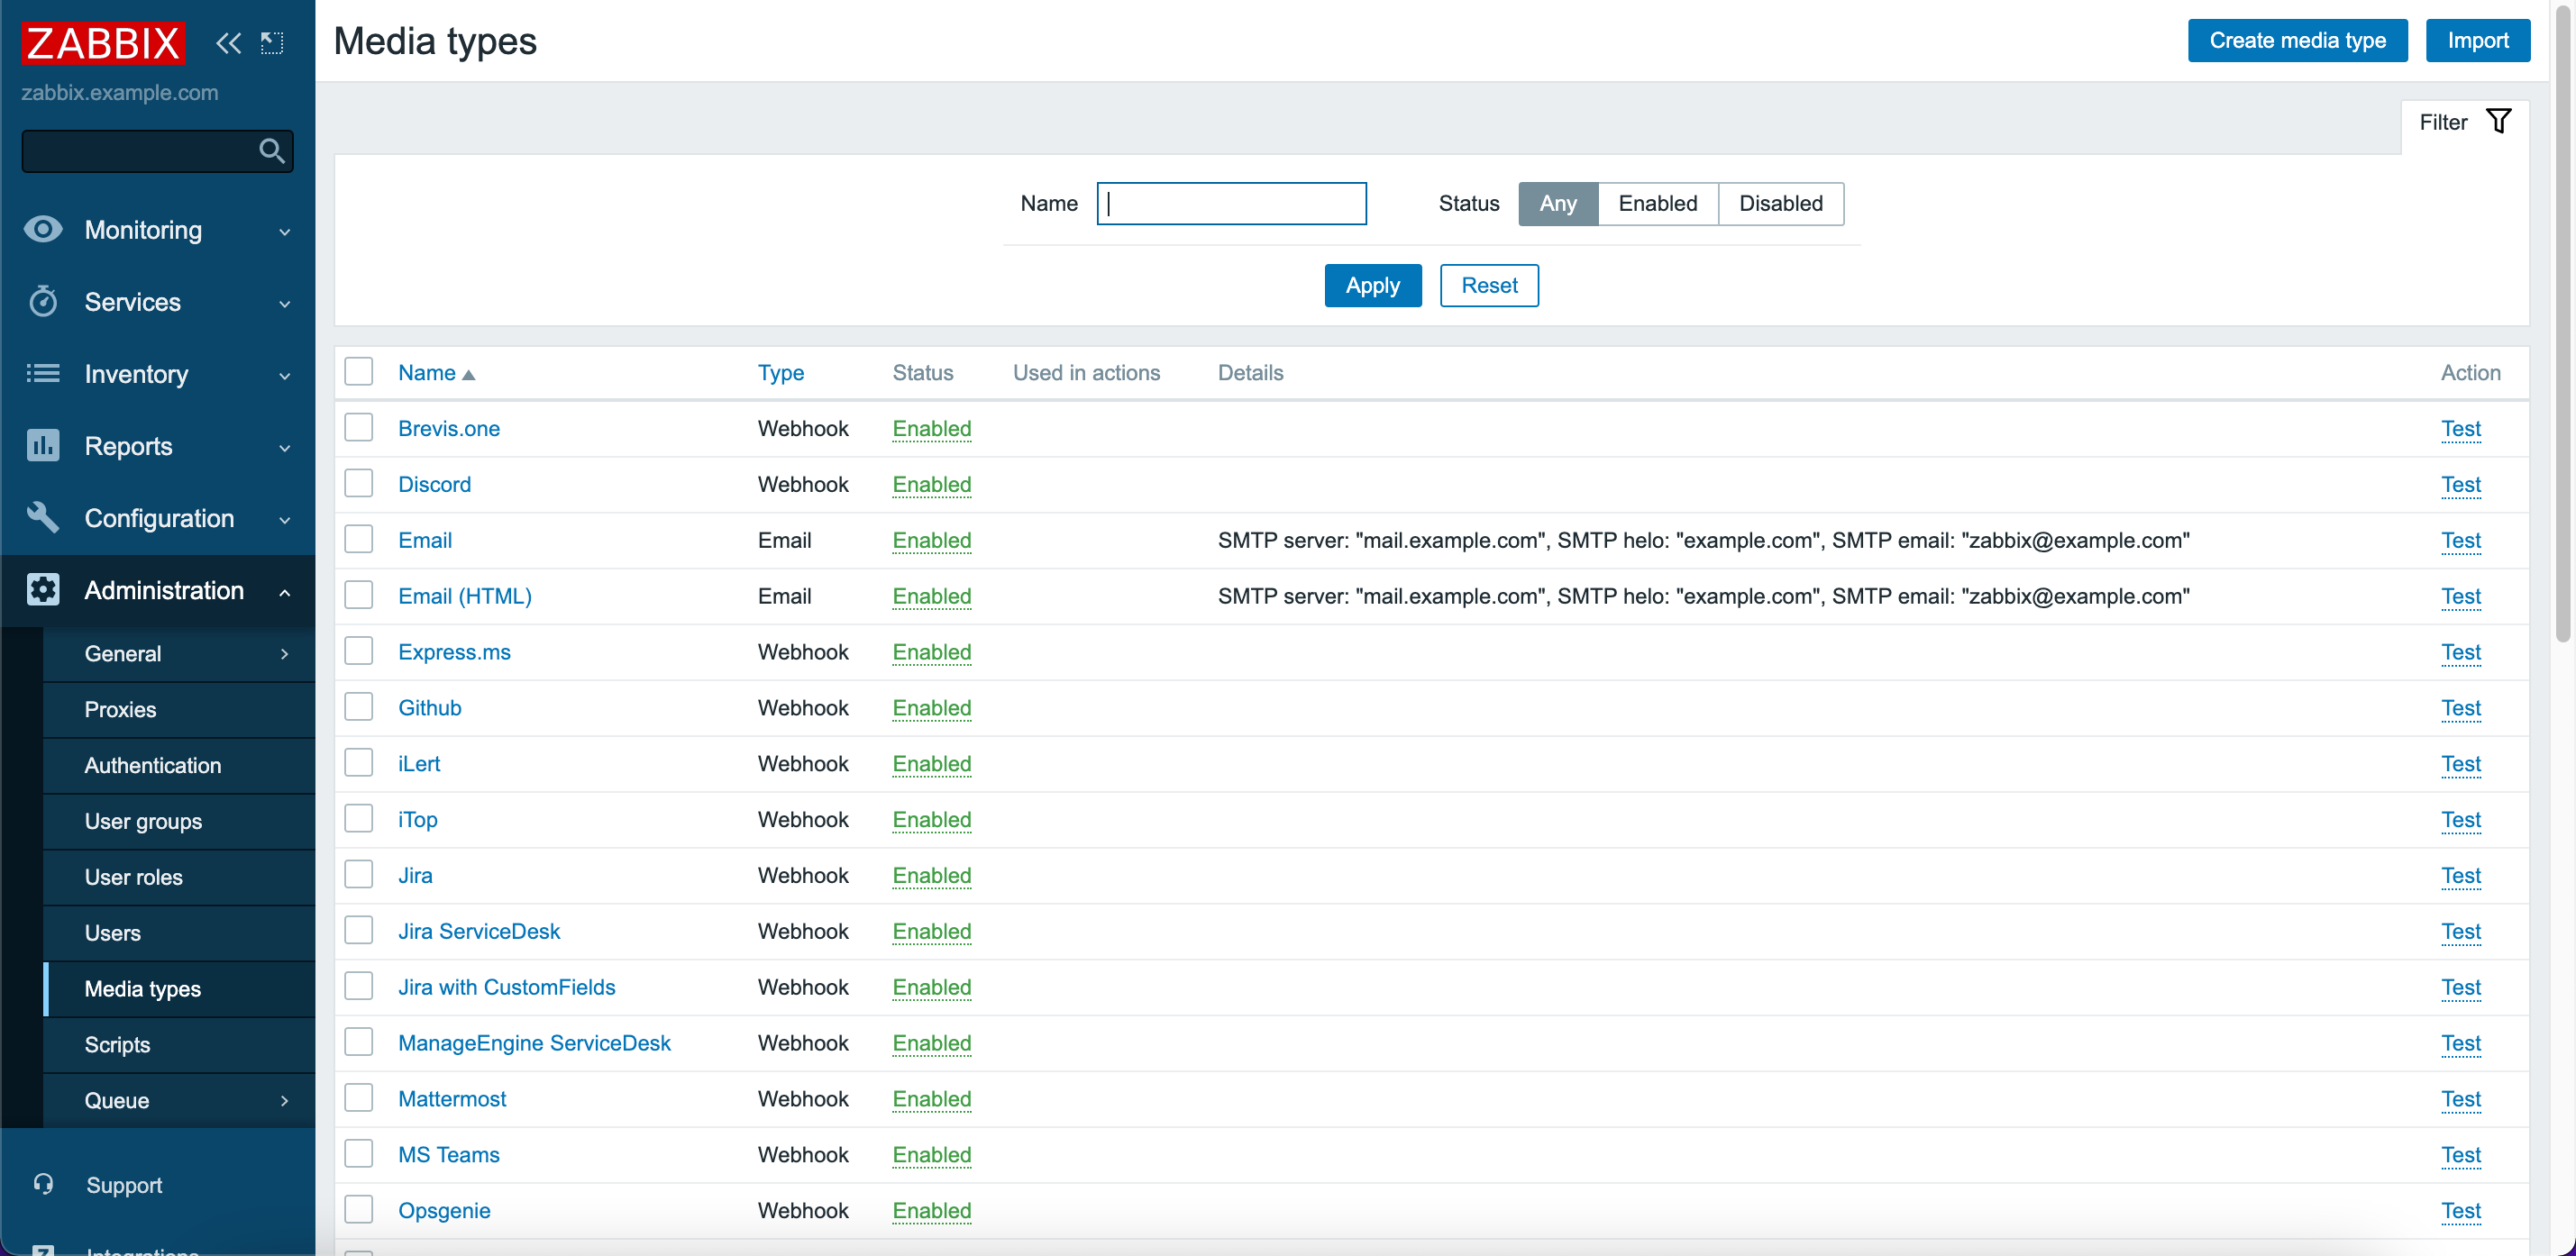 ZABBIX
zabbix.example.com
Monitoring
Services
Inventory
Reports
Configuration
Administration
General
Proxies
Authentication
User groups
User roles
Users
Media types
Scripts
Queue
Support
Integrations
Media types
Create media type Import
Filter
Name Status Any Enabled Disabled
Apply Reset
Name Type Status Used in actions Details Action
Brevis.one Webhook Enabled Test
Discord Webhook Enabled Test
Email Email Enabled SMTP server: "mail.example.com", SMTP helo: "example.com", SMTP email: "zabbix@example.com" Test
Email (HTML) Email Enabled SMTP server: "mail.example.com", SMTP helo: "example.com", SMTP email: "zabbix@example.com" Test
Express.ms Webhook Enabled Test
Github Webhook Enabled Test
iLert Webhook Enabled Test
iTop Webhook Enabled Test
Jira Webhook Enabled Test
Jira ServiceDesk Webhook Enabled Test
Jira with CustomFields Webhook Enabled Test
ManageEngine ServiceDesk Webhook Enabled Test
Mattermost Webhook Enabled Test
MS Teams Webhook Enabled Test
Opsgenie Webhook Enabled Test